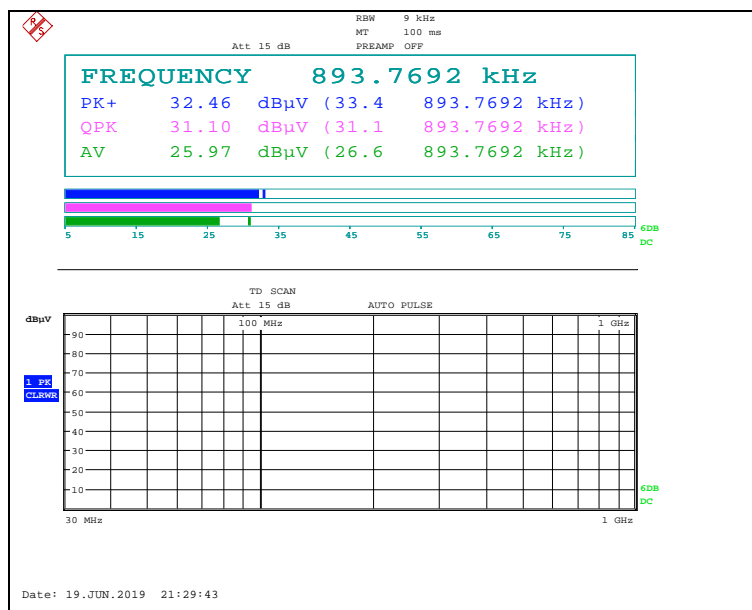 R S
RBW 9 kHz
MT 100 ms
Att 15 dB PREAMP OFF
FREQUENCY 893.7692 kHz
PK+ 32.46 dBµV (33.4 893.7692 kHz)
QPK 31.10 dBµV (31.1 893.7692 kHz)
AV 25.97 dBµV (26.6 893.7692 kHz)
5 15 25 35 45 55 65 75 85
6DB
DC
TD SCAN
Att 15 dB AUTO PULSE
dBµV
100 MHz 1 GHz
90
80
70
1 PK
CLRWR
60
50
40
30
20
10
6DB
DC
30 MHz 1 GHz
Date: 19.JUN.2019 21:29:43